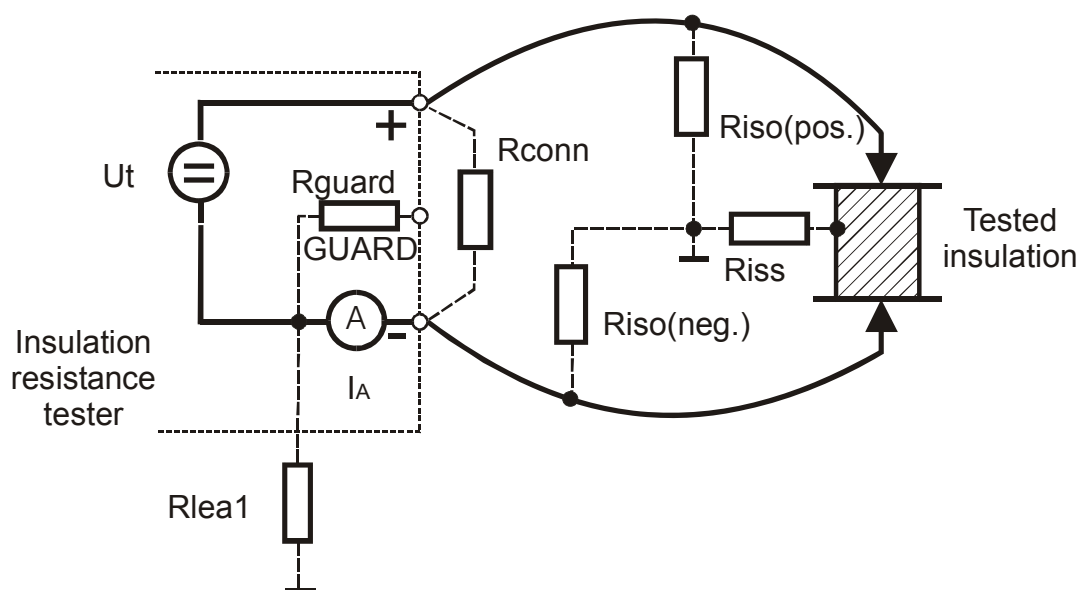 Riso(pos.)
+
Rconn
Ut
Rguard
GUARD
Riss
Tested
insulation
A
-
Riso(neg.)
Insulation
resistance
tester
IA
Rlea1